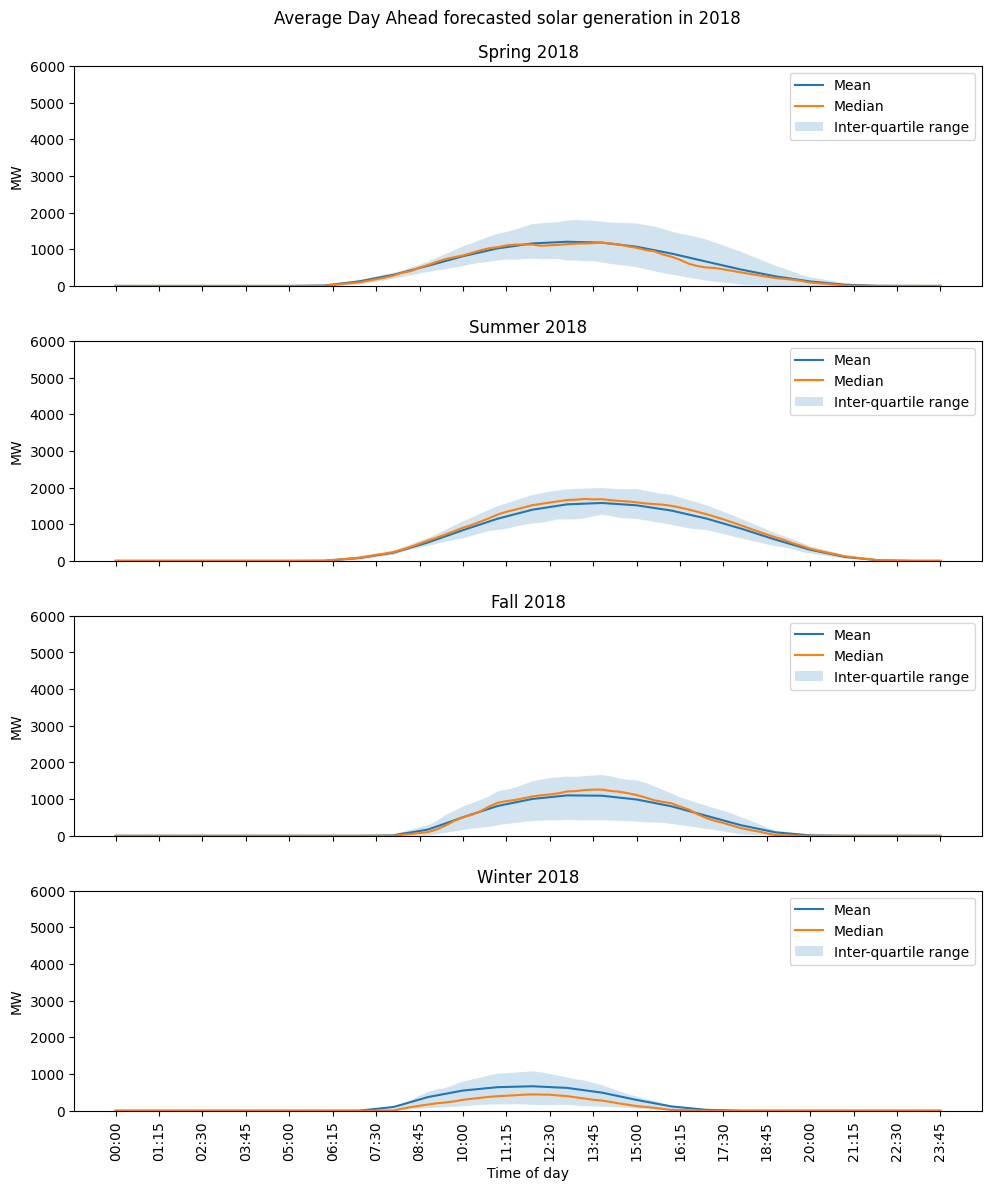 Average Day Ahead forecasted solar generation in 2018
Spring 2018
6000
5000
4000
3000
2000
1000
0
MW
Mean
Median
Inter-quartile range
Summer 2018
6000
5000
4000
3000
2000
1000
0
MW
Mean
Median
Inter-quartile range
Fall 2018
6000
5000
4000
3000
2000
1000
0
MW
Mean
Median
Inter-quartile range
Winter 2018
6000
5000
4000
3000
2000
1000
0
MW
Mean
Median
Inter-quartile range
00:00
01:15
02:30
03:45
05:00
06:15
07:30
08:45
10:00
11:15
12:30
13:45
15:00
16:15
17:30
18:45
20:00
21:15
22:30
23:45
Time of day